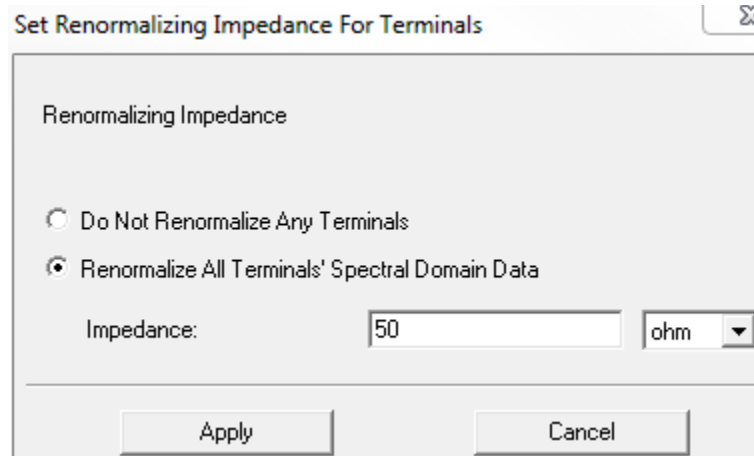 Set Renormalizing Impedance For Terminals
Renormalizing Impedance
Do Not Renormalize Any Terminals
Renormalize All Terminals' Spectral Domain Data
Impedance: 50 ohm
Apply Cancel